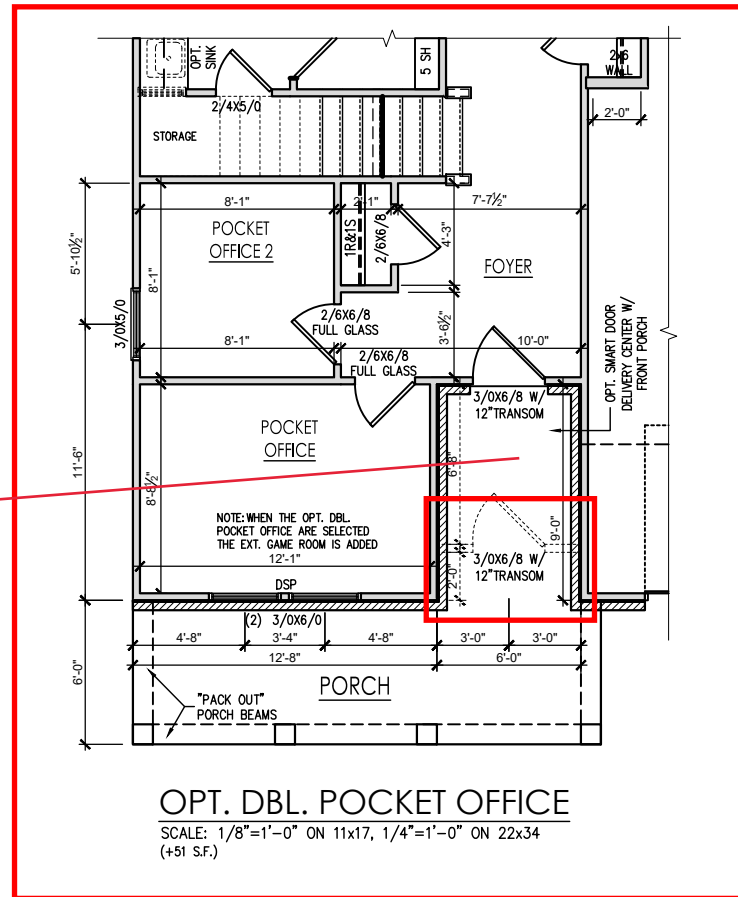 OPT.
SINK
5 SH
2x6
WALL
2/4X5/0
2'-0"
STORAGE
8'-1"
2'-1"
7'-7½"
POCKET
OFFICE 2
1R&1S
2/6X6/8
4'-3"
FOYER
5'-10½"
8'-1"
3/0X5/0
2/6X6/8
FULL GLASS
3'-6½"
8'-1"
10'-0"
2/6X6/8
FULL GLASS
OPT. SMART DOOR
DELIVERY CENTER W/
FRONT PORCH
3/0X6/8 W/
12"TRANSOM
POCKET
OFFICE
11'-6"
8'-8½"
6'-8"
9'-0"
NOTE: WHEN THE OPT. DBL.
POCKET OFFICE ARE SELECTED
THE EXT. GAME ROOM IS ADDED
12'-1"
3/0X6/8 W/
12"TRANSOM
2'-0"
DSP
(2) 3/0X6/0
4'-8"
3'-4"
4'-8"
3'-0"
3'-0"
12'-8"
6'-0"
6'-0"
PORCH
"PACK OUT"
PORCH BEAMS
OPT. DBL. POCKET OFFICE
SCALE: 1/8"=1'-0" ON 11x17, 1/4"=1'-0" ON 22x34
(+51 S.F.)